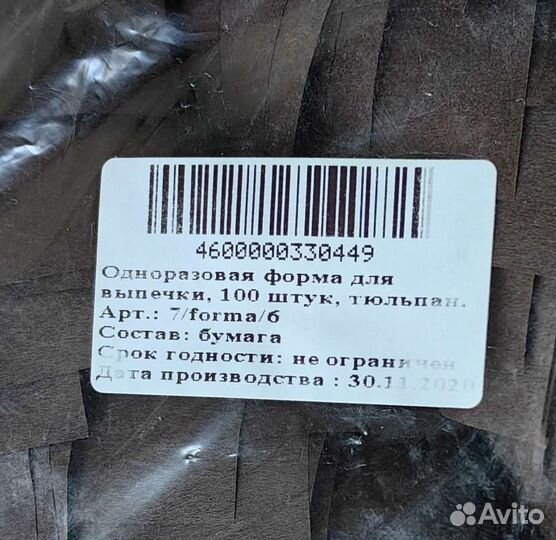 4600000330449
Одноразовая форма для
выпечки, 100 штук, тюльпан.
Арт.: 7/forma/б
Состав: бумага
Срок годности: не ограничен
Дата производства : 30.11.2020
Avito